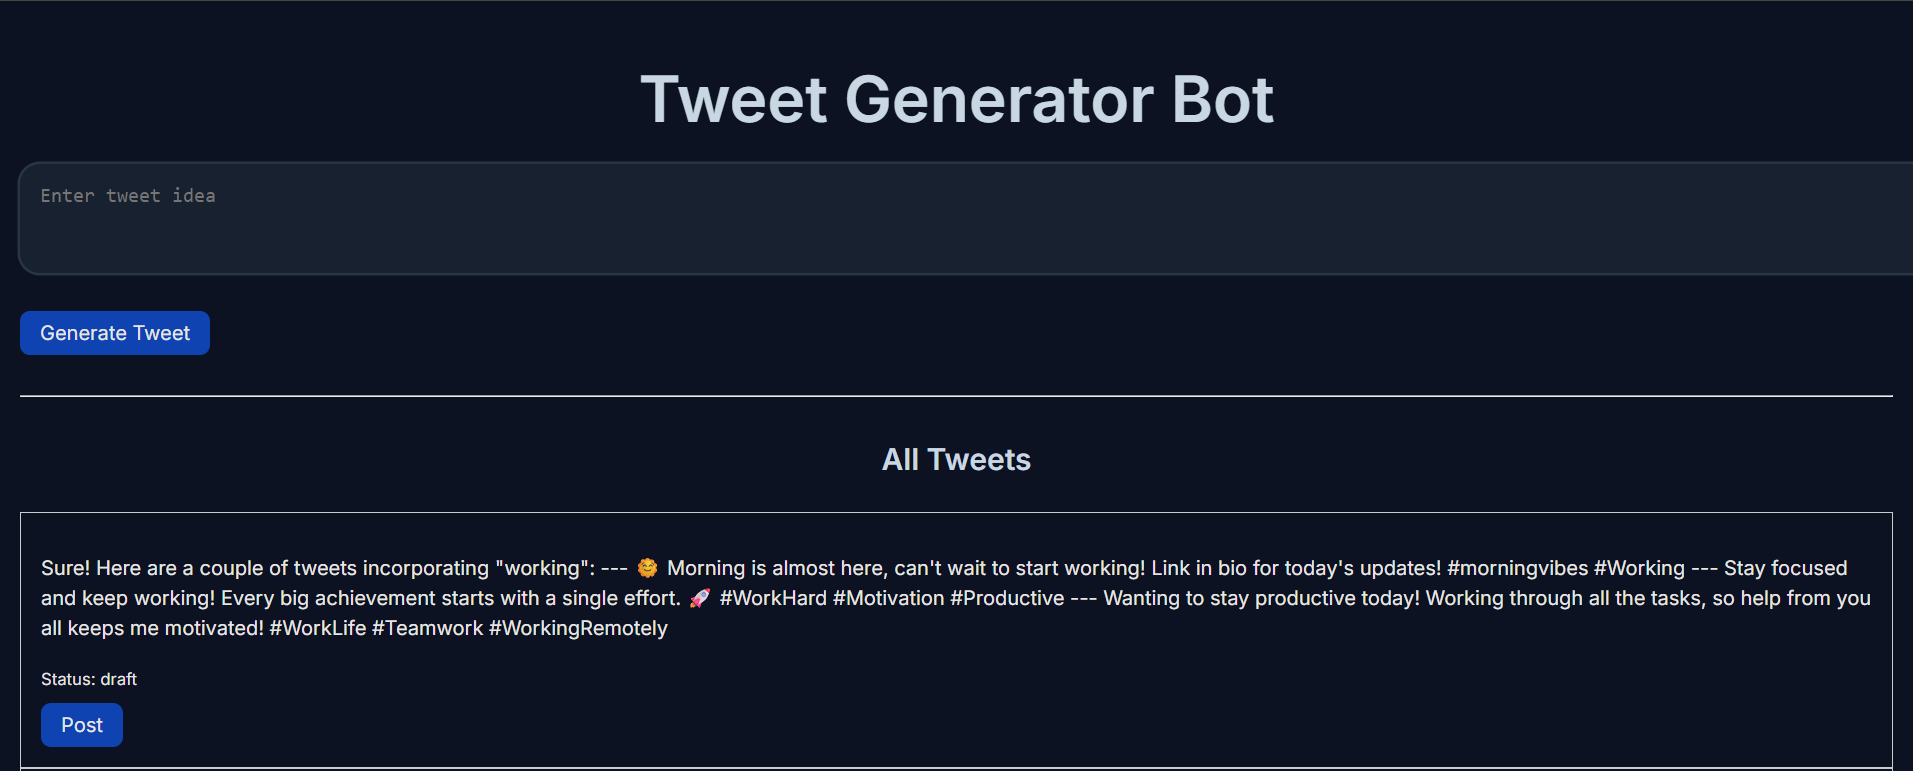 Tweet Generator Bot
Enter tweet idea
Generate Tweet
All Tweets
Sure! Here are a couple of tweets incorporating "working": --- 🌞 Morning is almost here, can't wait to start working! Link in bio for today's updates! #morningvibes #Working --- Stay focused
and keep working! Every big achievement starts with a single effort. 🚀 #WorkHard #Motivation #Productive --- Wanting to stay productive today! Working through all the tasks, so help from you
all keeps me motivated! #WorkLife #Teamwork #WorkingRemotely
Status: draft
Post